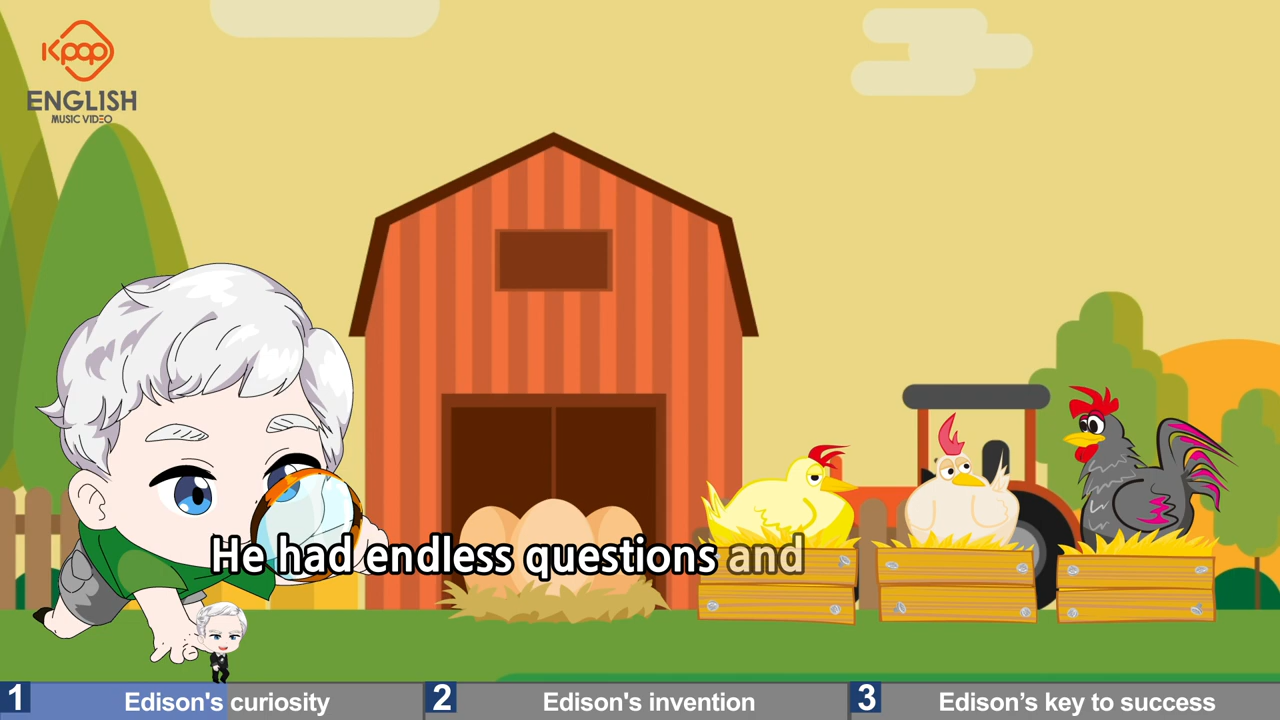 Kpop
ENGLISH
MUSIC VIDEO
He had endless questions and
1 Edison's curiosity
2 Edison's invention
3 Edison’s key to success